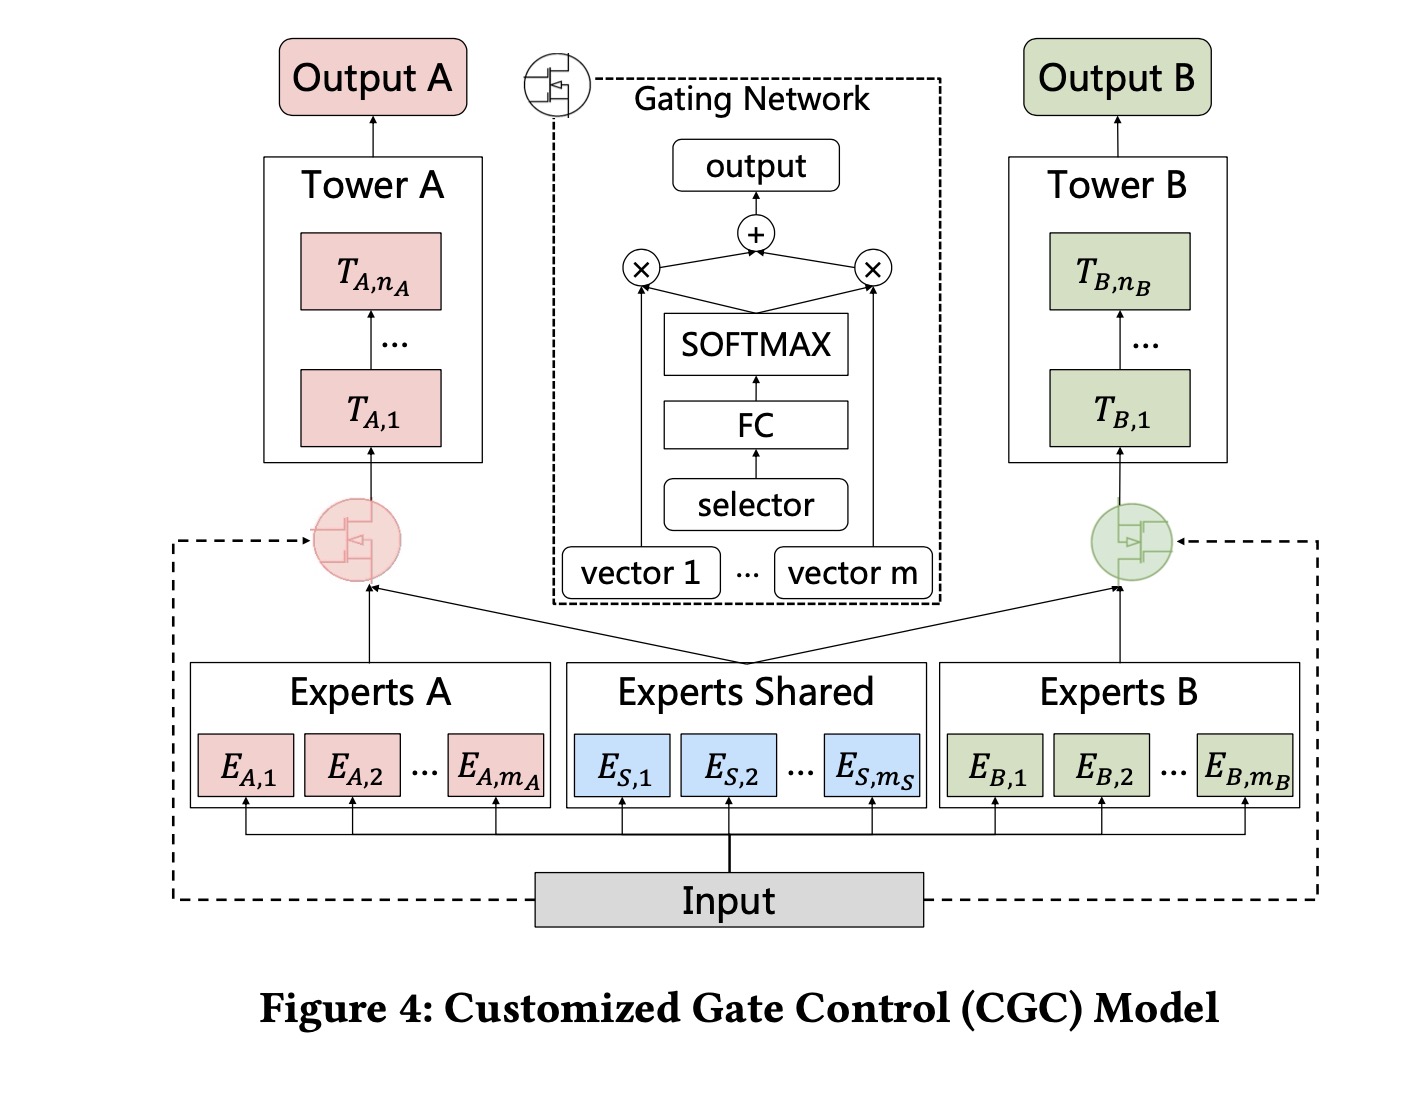 Output A
Output B
Gating Network
output
+
× ×
SOFTMAX
FC
selector
vector 1 ... vector m
Tower A
T_{A,n_A}
...
T_{A,1}
Tower B
T_{B,n_B}
...
T_{B,1}
Experts A
E_{A,1} E_{A,2} ... E_{A,m_A}
Experts Shared
E_{S,1} E_{S,2} ... E_{S,m_S}
Experts B
E_{B,1} E_{B,2} ... E_{B,m_B}
Input
Figure 4: Customized Gate Control (CGC) Model